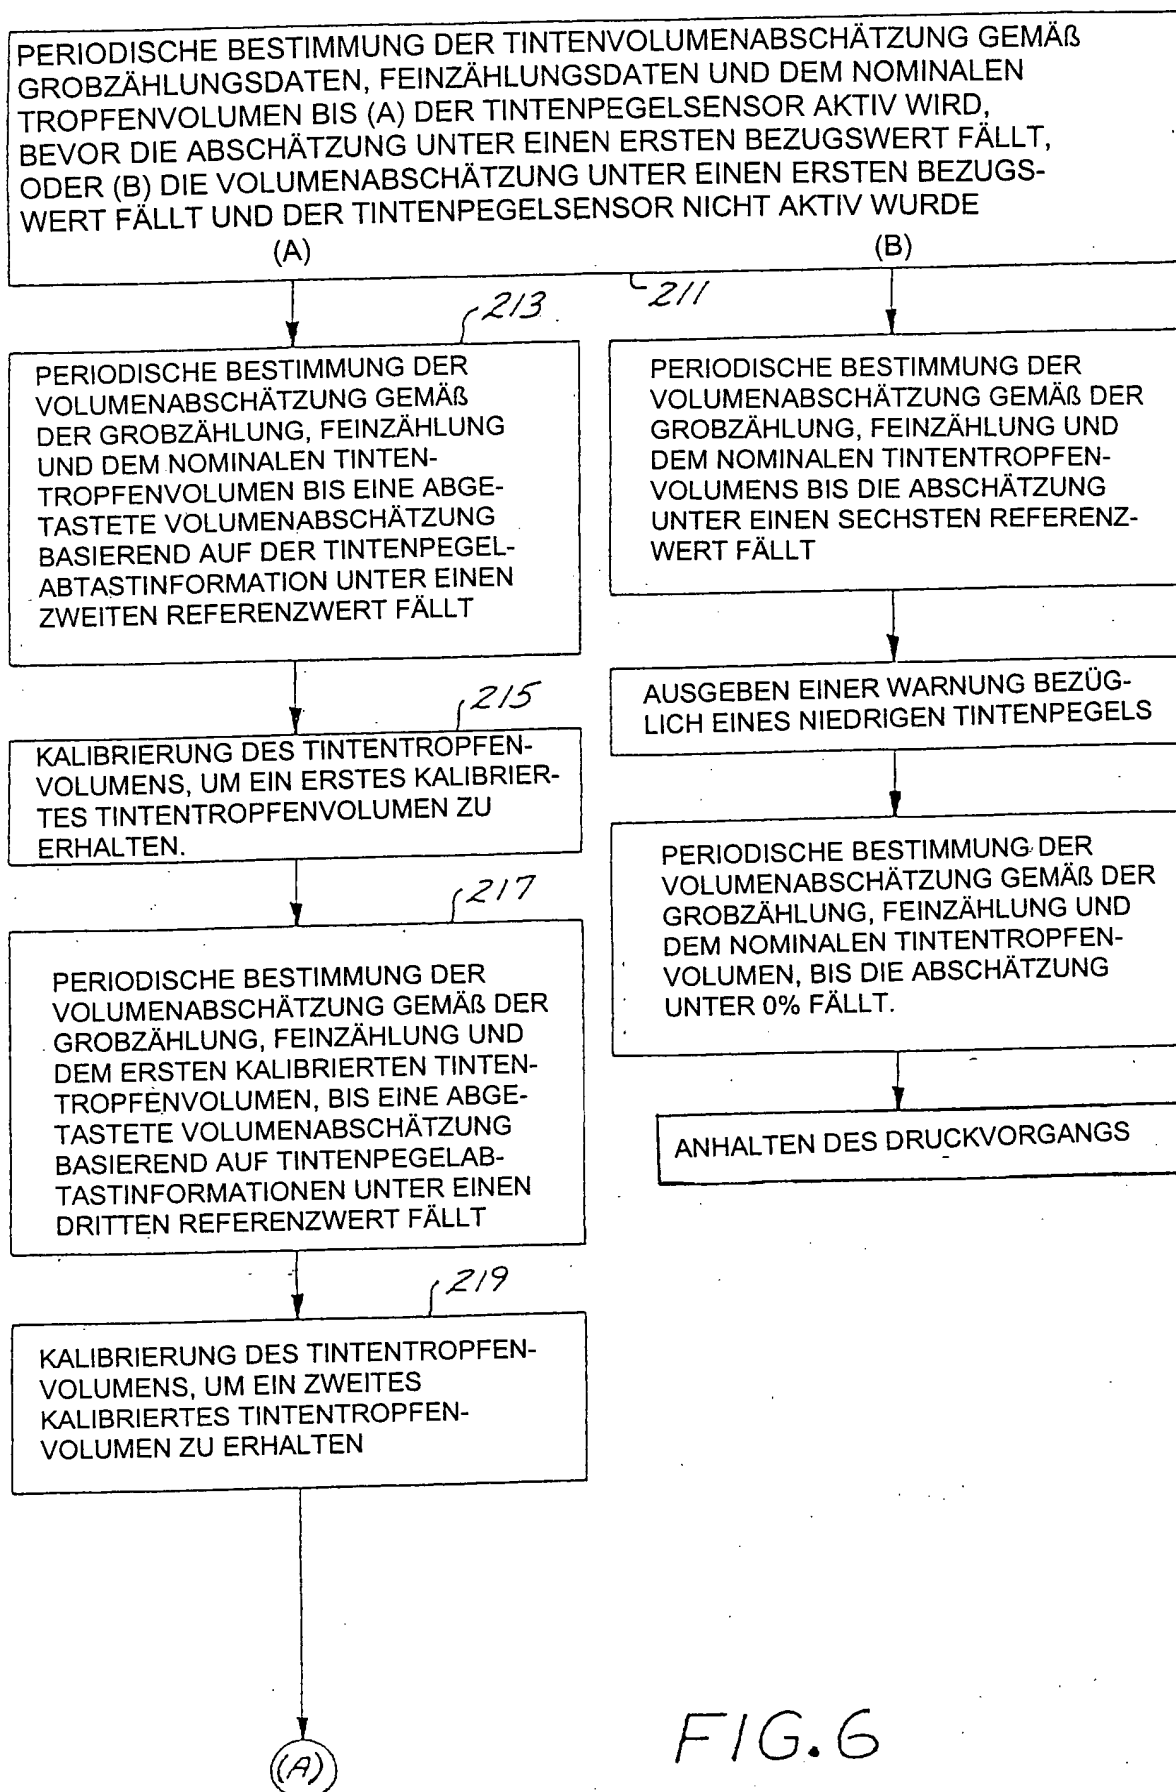 PERIODISCHE BESTIMMUNG DER TINTENVOLUMENABSCHÄTZUNG GEMÄß
GROBZÄHLUNGSDATEN, FEINZÄHLUNGSDATEN UND DEM NOMINALEN
TROPFENVOLUMEN BIS (A) DER TINTENPEGELSENSOR AKTIV WIRD,
BEVOR DIE ABSCHÄTZUNG UNTER EINEN ERSTEN BEZUGSWERT FÄLLT,
ODER (B) DIE VOLUMENABSCHÄTZUNG UNTER EINEN ERSTEN BEZUGS-
WERT FÄLLT UND DER TINTENPEGELSENSOR NICHT AKTIV WURDE
(A)
(B)
211
213
PERIODISCHE BESTIMMUNG DER
VOLUMENABSCHÄTZUNG GEMÄß
DER GROBZÄHLUNG, FEINZÄHLUNG
UND DEM NOMINALEN TINTEN-
TROPFENVOLUMEN BIS EINE ABGE-
TASTETE VOLUMENABSCHÄTZUNG
BASIEREND AUF DER TINTENPEGEL-
ABTASTINFORMATION UNTER EINEN
ZWEITEN REFERENZWERT FÄLLT
215
KALIBRIERUNG DES TINTENTROPFEN-
VOLUMENS, UM EIN ERSTES KALIBRIER-
TES TINTENTROPFENVOLUMEN ZU
ERHALTEN.
217
PERIODISCHE BESTIMMUNG DER
VOLUMENABSCHÄTZUNG GEMÄß DER
GROBZÄHLUNG, FEINZÄHLUNG UND
DEM ERSTEN KALIBRIERTEN TINTEN-
TROPFENVOLUMEN, BIS EINE ABGE-
TASTETE VOLUMENABSCHÄTZUNG
BASIEREND AUF TINTENPEGELAB-
TASTINFORMATIONEN UNTER EINEN
DRITTEN REFERENZWERT FÄLLT
219
KALIBRIERUNG DES TINTENTROPFEN-
VOLUMENS, UM EIN ZWEITES
KALIBRIERTES TINTENTROPFEN-
VOLUMEN ZU ERHALTEN
(A)
PERIODISCHE BESTIMMUNG DER
VOLUMENABSCHÄTZUNG GEMÄß DER
GROBZÄHLUNG, FEINZÄHLUNG UND
DEM NOMINALEN TINTENTROPFEN-
VOLUMENS BIS DIE ABSCHÄTZUNG
UNTER EINEN SECHSTEN REFERENZ-
WERT FÄLLT
AUSGEBEN EINER WARNUNG BEZÜG-
LICH EINES NIEDRIGEN TINTENPEGELS
PERIODISCHE BESTIMMUNG DER
VOLUMENABSCHÄTZUNG GEMÄß DER
GROBZÄHLUNG, FEINZÄHLUNG UND
DEM NOMINALEN TINTENTROPFEN-
VOLUMEN, BIS DIE ABSCHÄTZUNG
UNTER 0% FÄLLT.
ANHALTEN DES DRUCKVORGANGS
FIG.6